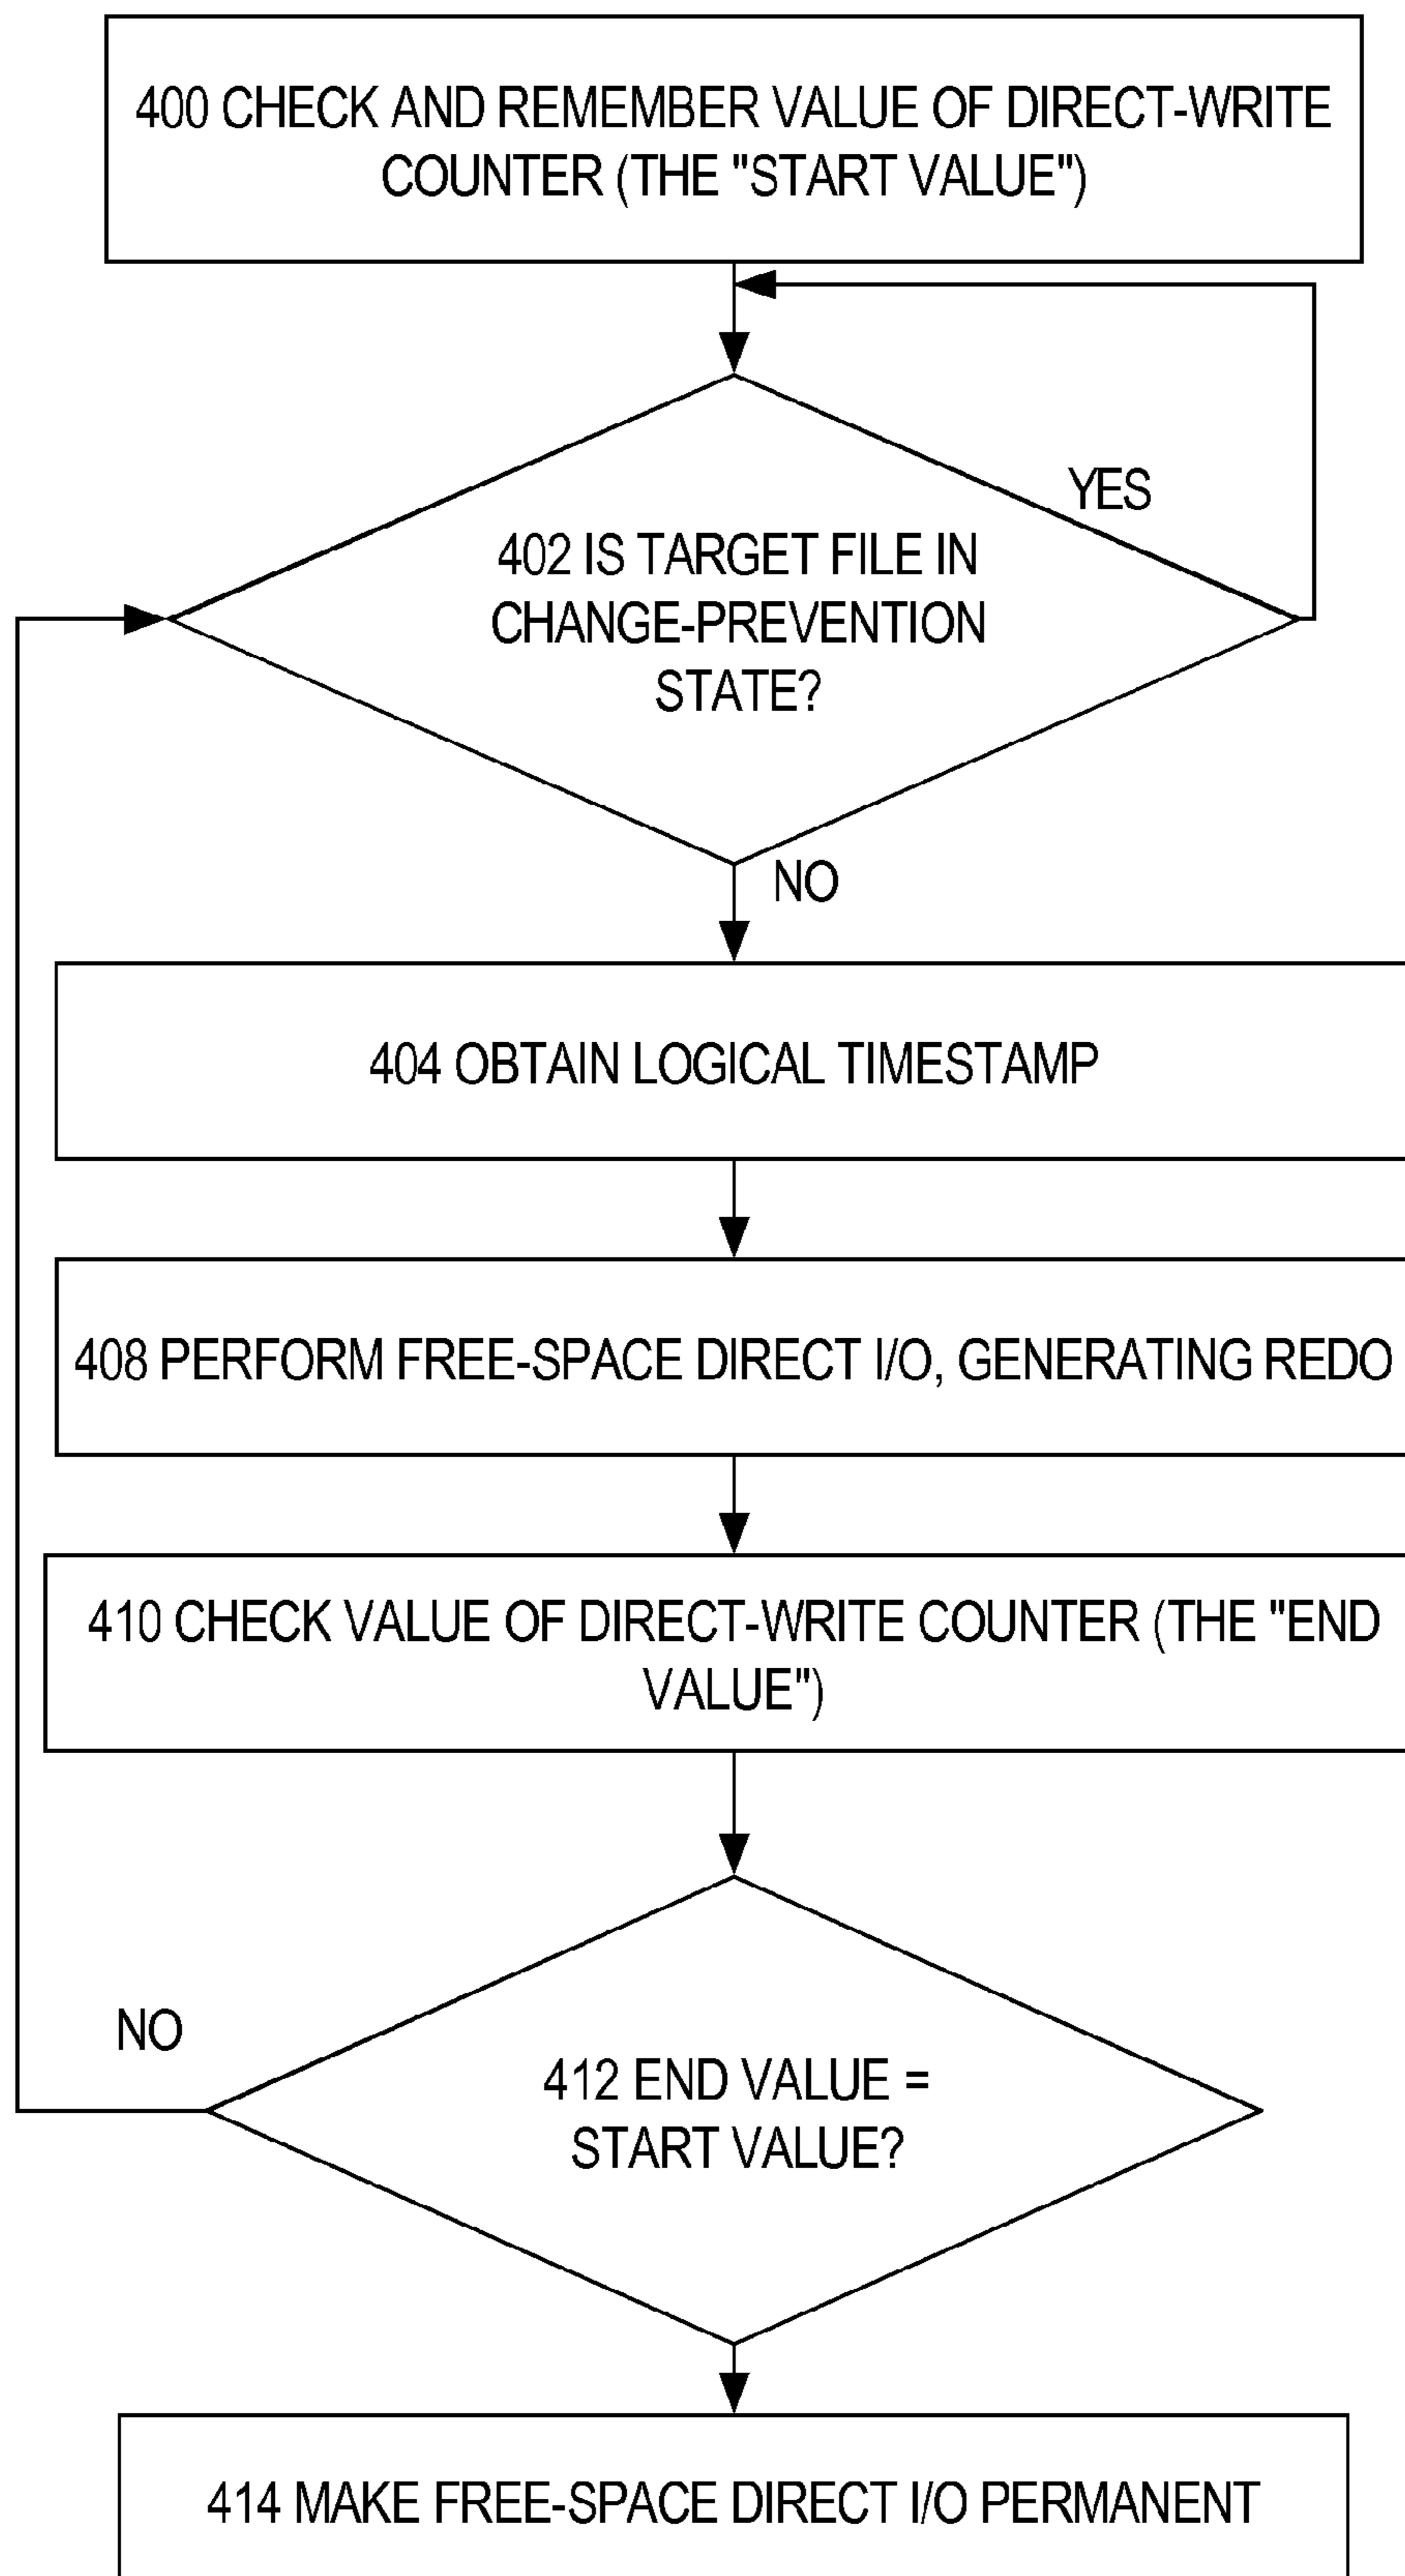 400 CHECK AND REMEMBER VALUE OF DIRECT-WRITE
COUNTER (THE "START VALUE")
YES
402 IS TARGET FILE IN
CHANGE-PREVENTION
STATE?
NO
404 OBTAIN LOGICAL TIMESTAMP
408 PERFORM FREE-SPACE DIRECT I/O, GENERATING REDO
410 CHECK VALUE OF DIRECT-WRITE COUNTER (THE "END
VALUE")
NO
412 END VALUE =
START VALUE?
414 MAKE FREE-SPACE DIRECT I/O PERMANENT